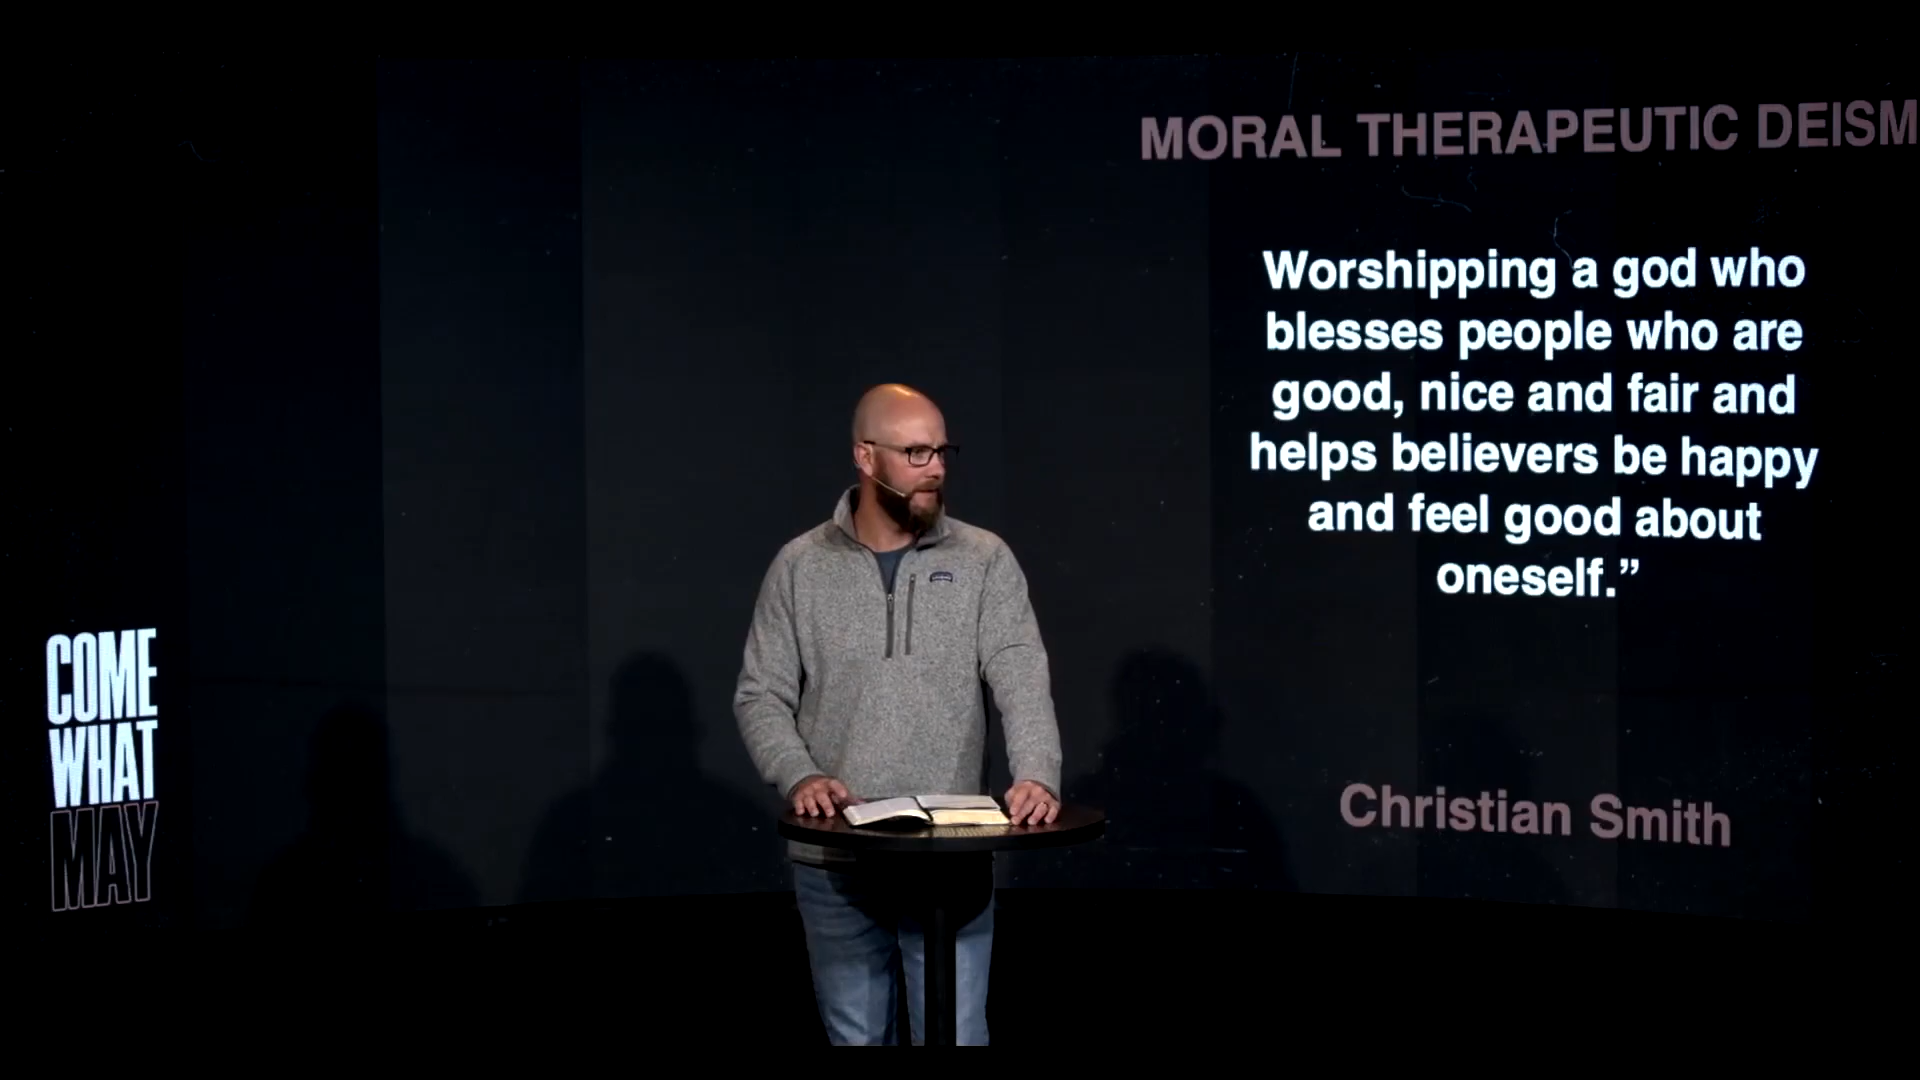 MORAL THERAPEUTIC DEISM
Worshipping a god who
blesses people who are
good, nice and fair and
helps believers be happy
and feel good about
oneself.”
Christian Smith
COME
WHAT
MAY